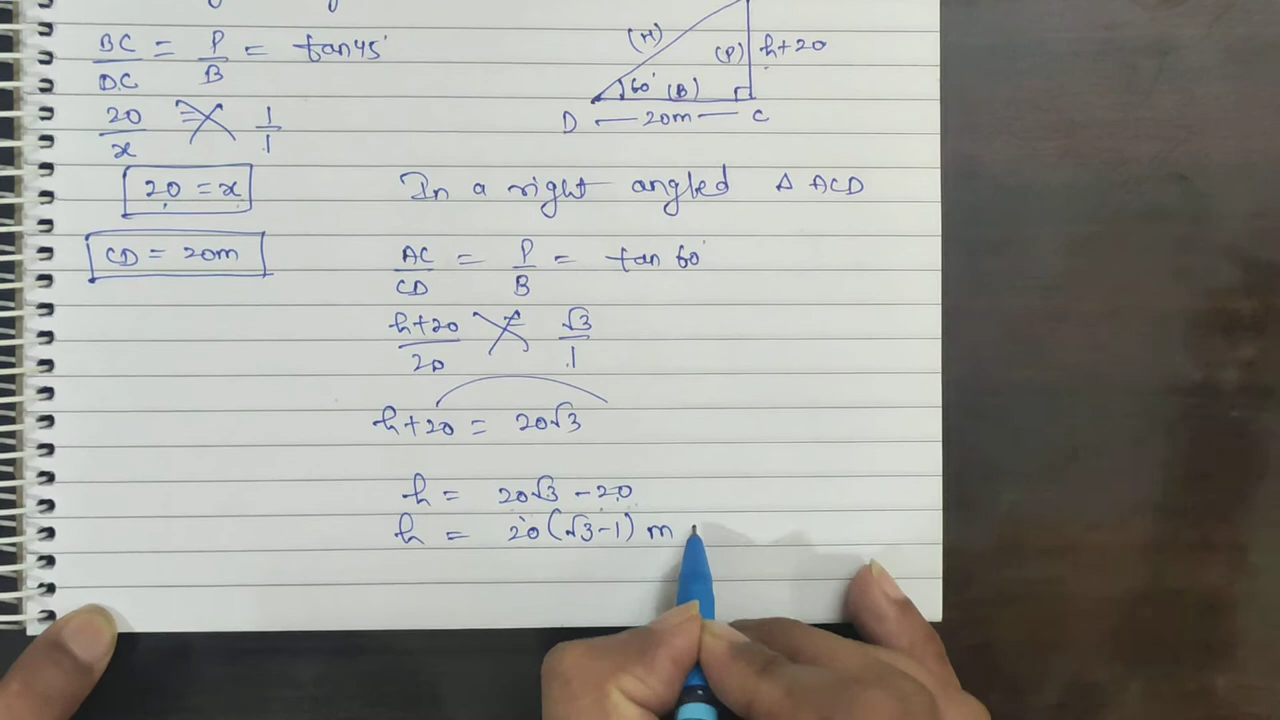 BC/DC = P/B = tan45°
20/x = 1/1
20 = x
CD = 20m
(H)
(P) h+20
60° (B)
D — 20m — C
In a right angled Δ ACD
AC/CD = P/B = tan 60°
h+20/20 = √3/1
h+20 = 20√3
h = 20√3 - 20
h = 20(√3-1) m